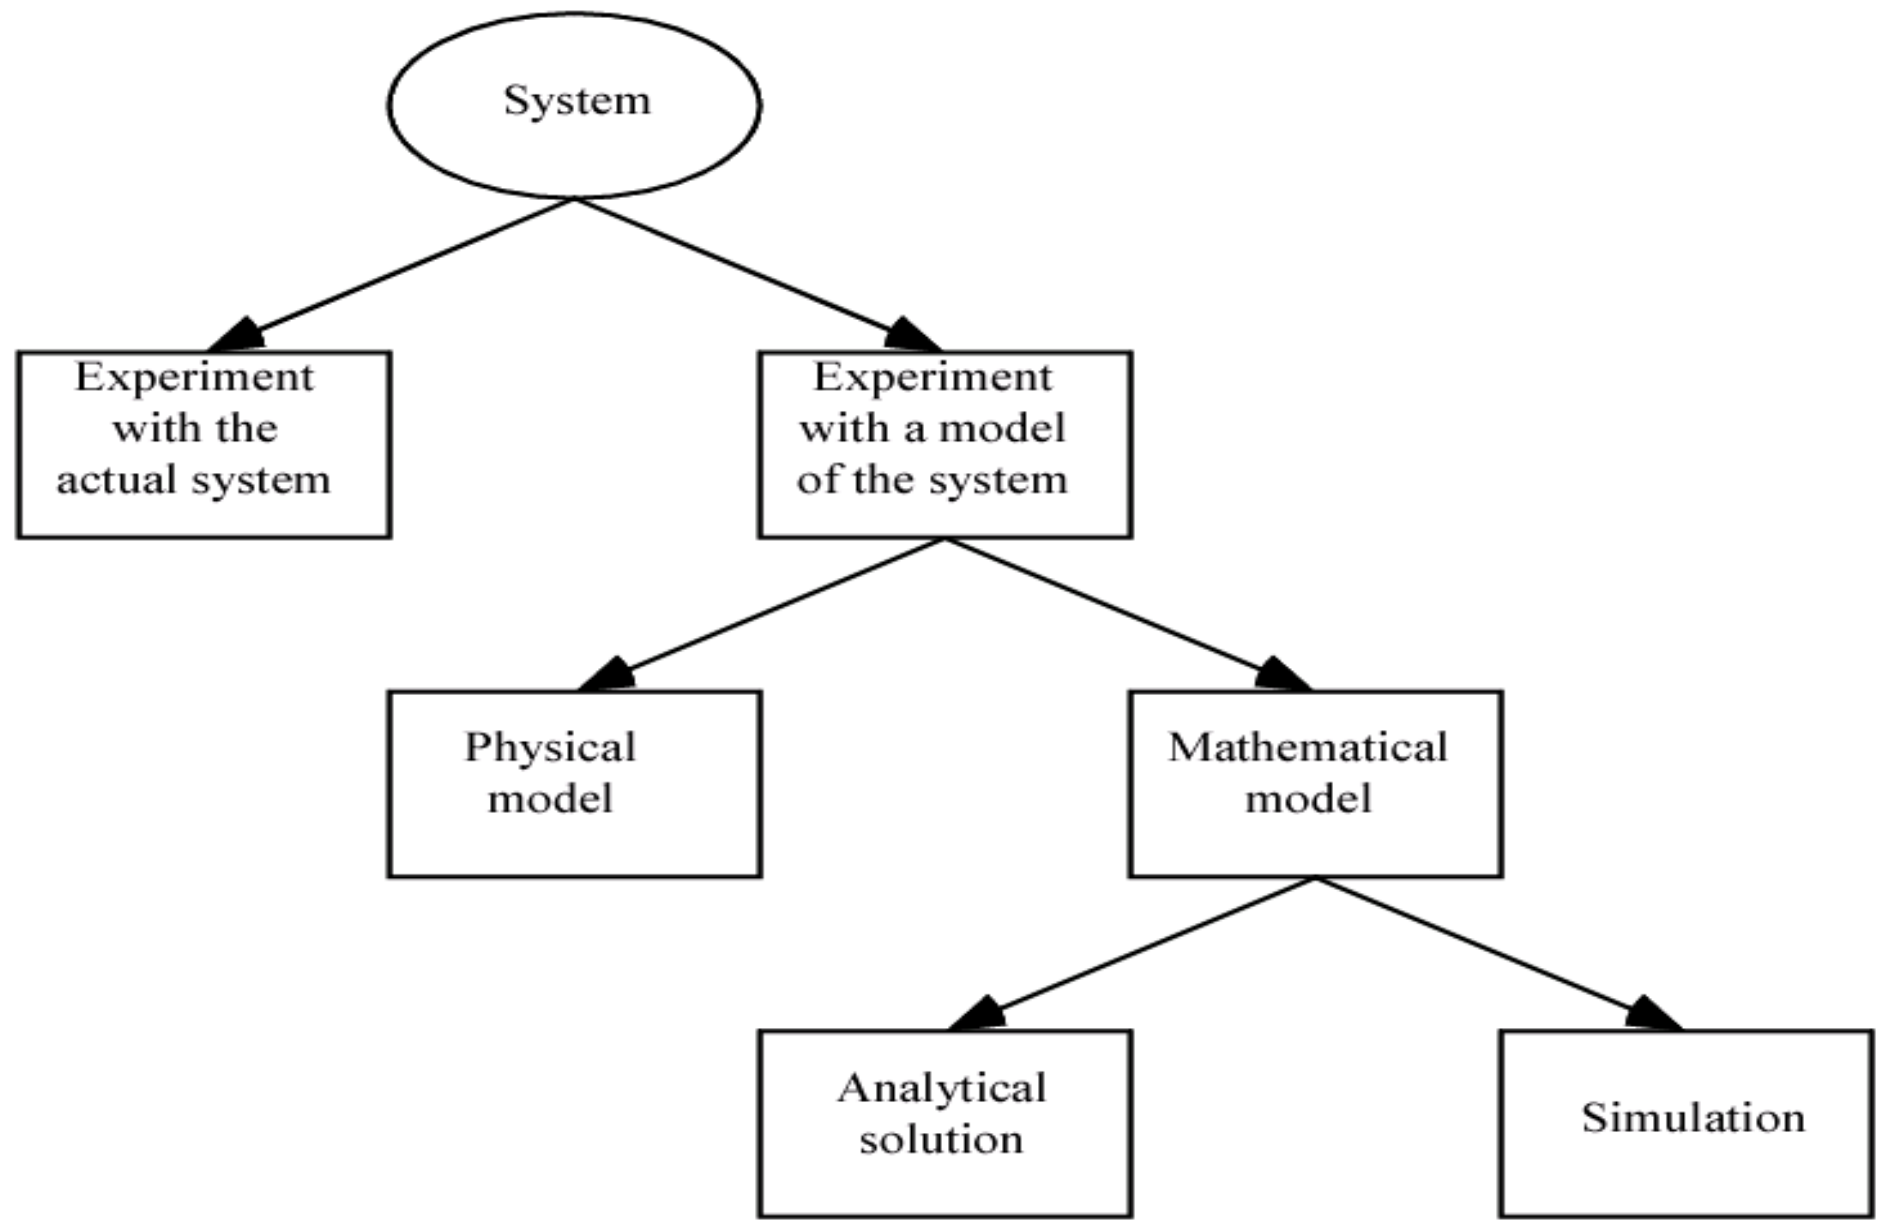 System
Experiment
with the
actual system
Experiment
with a model
of the system
Physical
model
Mathematical
model
Analytical
solution
Simulation